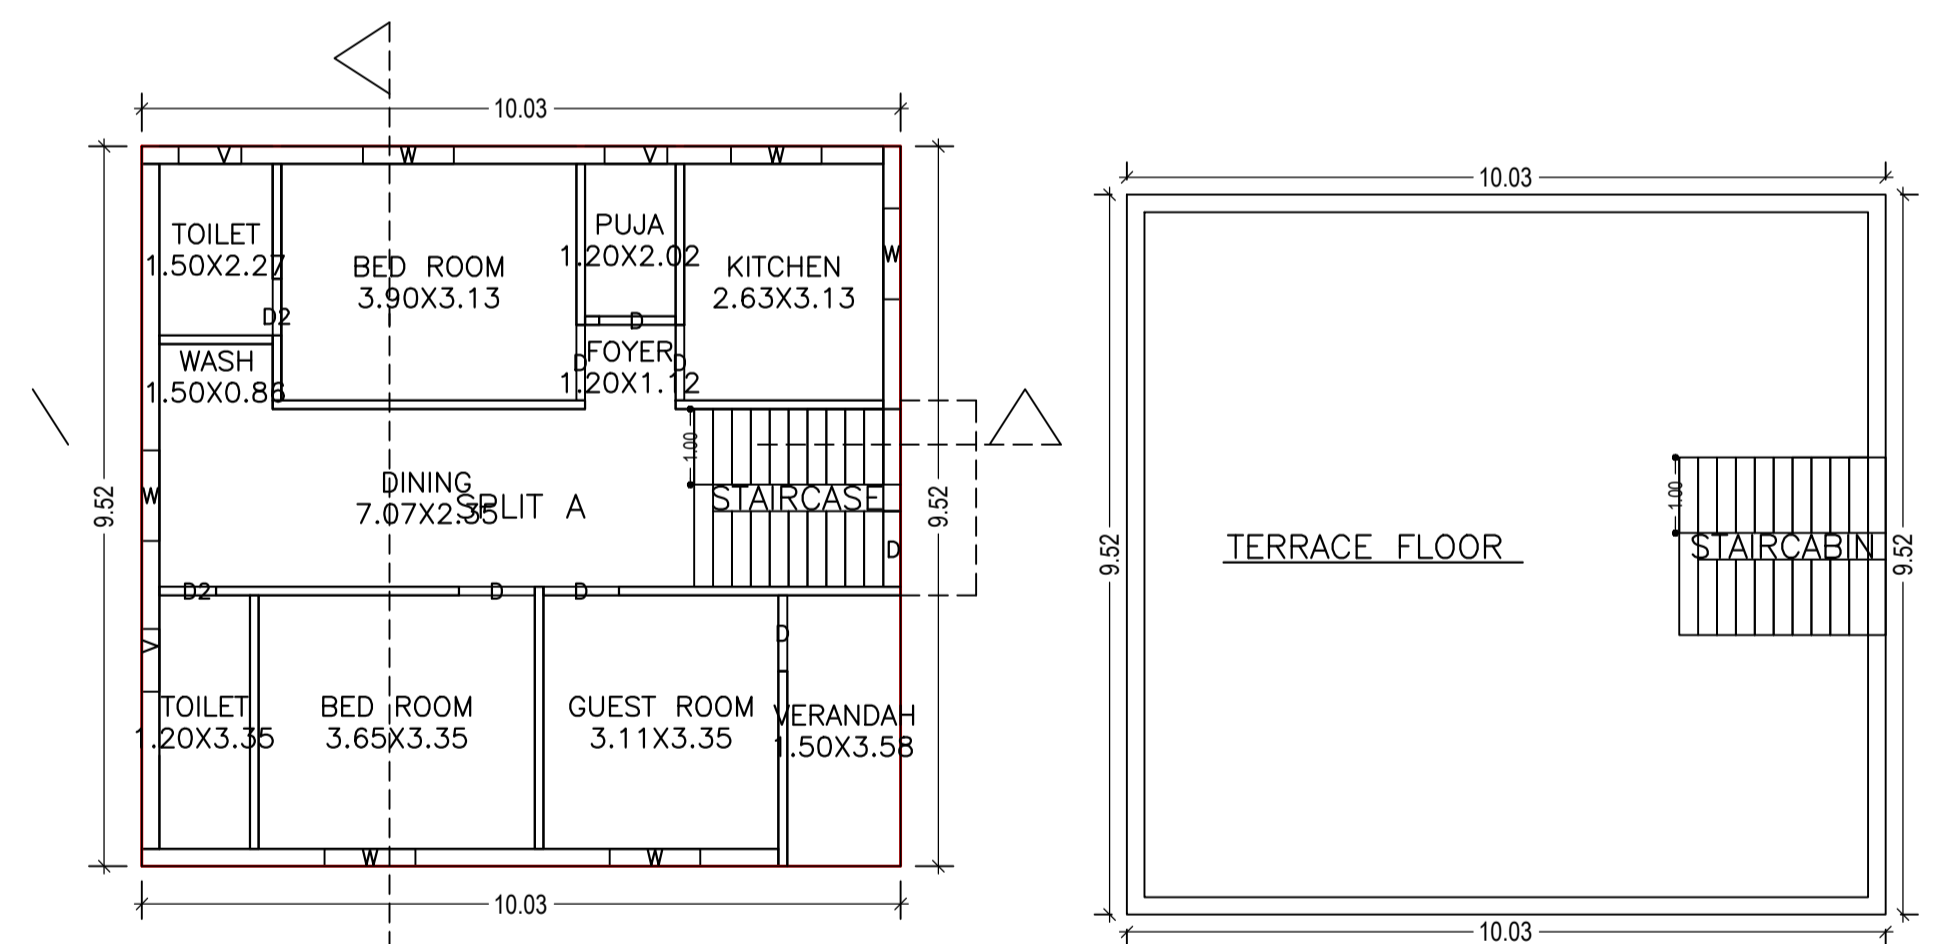 10.03
10.03
V
W
V
W
TOILET
1.50X2.27
BED ROOM
3.90X3.13
PUJA
1.20X2.02
KITCHEN
2.63X3.13
W
D2
D
WASH
1.50X0.86
D
FOYER
1.20X1.12
D
1.00
9.52
W
DINING
7.07X2.35
SPLIT A
STAIRCASE
D
9.52
9.52
TERRACE FLOOR
1.00
STAIRCABIN
9.52
D2
D
D
D
V
TOILET
1.20X3.35
BED ROOM
3.65X3.35
GUEST ROOM
3.11X3.35
VERANDAH
1.50X3.58
W
W
10.03
10.03